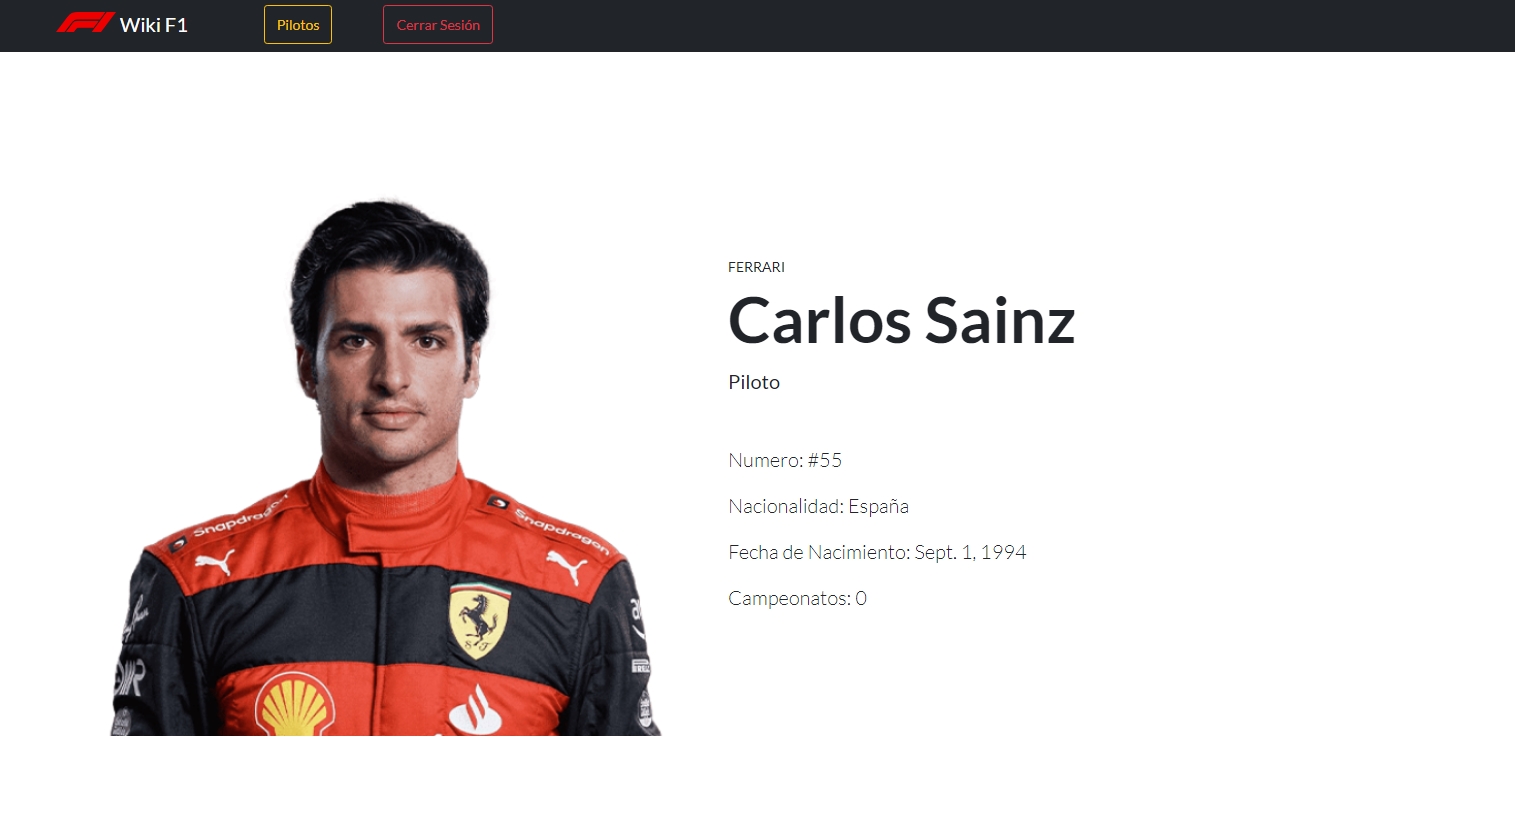 Wiki F1
Pilotos
Cerrar Sesión
FERRARI
Carlos Sainz
Piloto
Numero: #55
Nacionalidad: España
Fecha de Nacimiento: Sept. 1, 1994
Campeonatos: 0
Snapdragon
Snapdragon
S F